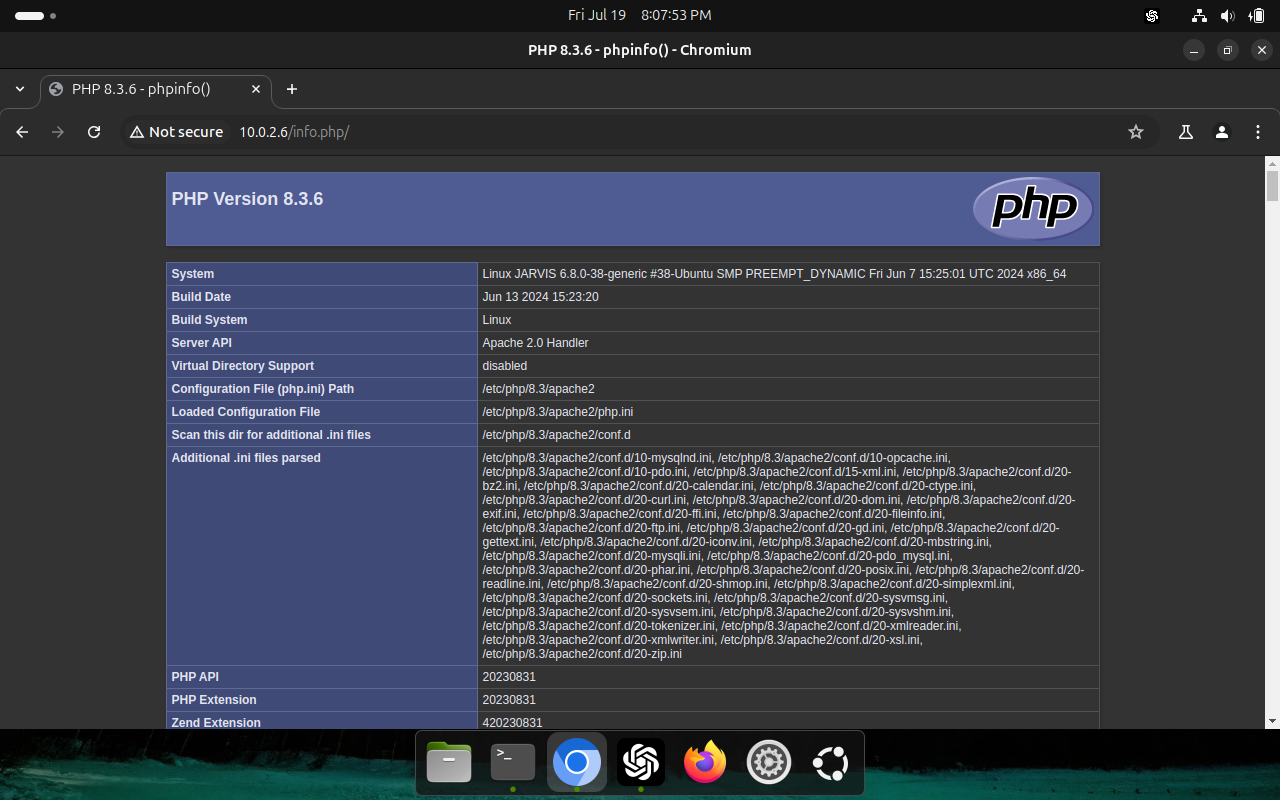 Fri Jul 19 8:07:53 PM
PHP 8.3.6 - phpinfo() - Chromium
PHP 8.3.6 - phpinfo()
Not secure 10.0.2.6/info.php/
PHP Version 8.3.6
php
System Linux JARVIS 6.8.0-38-generic #38-Ubuntu SMP PREEMPT_DYNAMIC Fri Jun 7 15:25:01 UTC 2024 x86_64
Build Date Jun 13 2024 15:23:20
Build System Linux
Server API Apache 2.0 Handler
Virtual Directory Support disabled
Configuration File (php.ini) Path /etc/php/8.3/apache2
Loaded Configuration File /etc/php/8.3/apache2/php.ini
Scan this dir for additional .ini files /etc/php/8.3/apache2/conf.d
Additional .ini files parsed /etc/php/8.3/apache2/conf.d/10-mysqlnd.ini, /etc/php/8.3/apache2/conf.d/10-opcache.ini,
/etc/php/8.3/apache2/conf.d/10-pdo.ini, /etc/php/8.3/apache2/conf.d/15-xml.ini, /etc/php/8.3/apache2/conf.d/20-
bz2.ini, /etc/php/8.3/apache2/conf.d/20-calendar.ini, /etc/php/8.3/apache2/conf.d/20-ctype.ini,
/etc/php/8.3/apache2/conf.d/20-curl.ini, /etc/php/8.3/apache2/conf.d/20-dom.ini, /etc/php/8.3/apache2/conf.d/20-
exif.ini, /etc/php/8.3/apache2/conf.d/20-ffi.ini, /etc/php/8.3/apache2/conf.d/20-fileinfo.ini,
/etc/php/8.3/apache2/conf.d/20-ftp.ini, /etc/php/8.3/apache2/conf.d/20-gd.ini, /etc/php/8.3/apache2/conf.d/20-
gettext.ini, /etc/php/8.3/apache2/conf.d/20-iconv.ini, /etc/php/8.3/apache2/conf.d/20-mbstring.ini,
/etc/php/8.3/apache2/conf.d/20-mysqli.ini, /etc/php/8.3/apache2/conf.d/20-pdo_mysql.ini,
/etc/php/8.3/apache2/conf.d/20-phar.ini, /etc/php/8.3/apache2/conf.d/20-posix.ini, /etc/php/8.3/apache2/conf.d/20-
readline.ini, /etc/php/8.3/apache2/conf.d/20-shmop.ini, /etc/php/8.3/apache2/conf.d/20-simplexml.ini,
/etc/php/8.3/apache2/conf.d/20-sockets.ini, /etc/php/8.3/apache2/conf.d/20-sysvmsg.ini,
/etc/php/8.3/apache2/conf.d/20-sysvsem.ini, /etc/php/8.3/apache2/conf.d/20-sysvshm.ini,
/etc/php/8.3/apache2/conf.d/20-tokenizer.ini, /etc/php/8.3/apache2/conf.d/20-xmlreader.ini,
/etc/php/8.3/apache2/conf.d/20-xmlwriter.ini, /etc/php/8.3/apache2/conf.d/20-xsl.ini,
/etc/php/8.3/apache2/conf.d/20-zip.ini
PHP API 20230831
PHP Extension 20230831
Zend Extension 420230831
>_